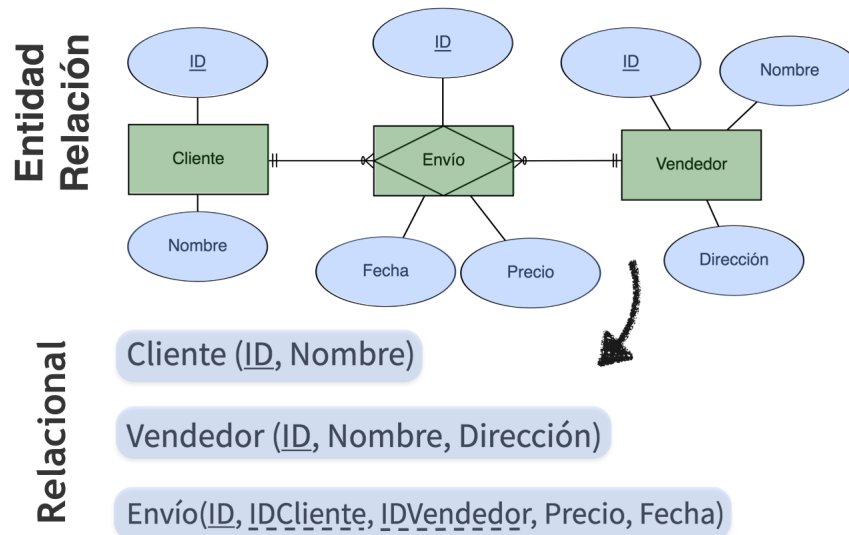 Entidad
Relación
ID
Cliente
Nombre
ID
Envío
Fecha
Precio
ID
Nombre
Vendedor
Dirección
Relacional
Cliente (ID, Nombre)
Vendedor (ID, Nombre, Dirección)
Envío(ID, IDCliente, IDVendedor, Precio, Fecha)